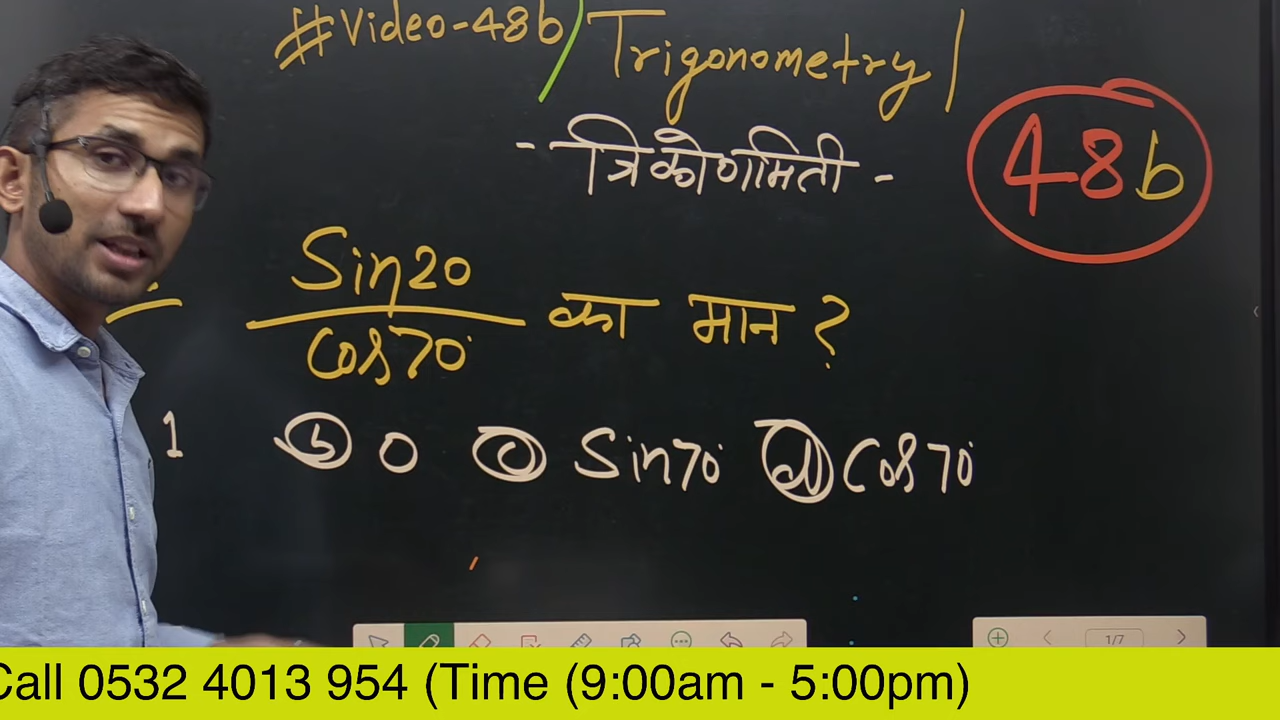 #Video-48b/Trigonometry|
- त्रिकोणमिती -
48b
Sin20
cos70° का मान ?
1 (b) 0 (c) Sin70° (d) cos70°
1/7
Call 0532 4013 954 (Time (9:00am - 5:00pm)